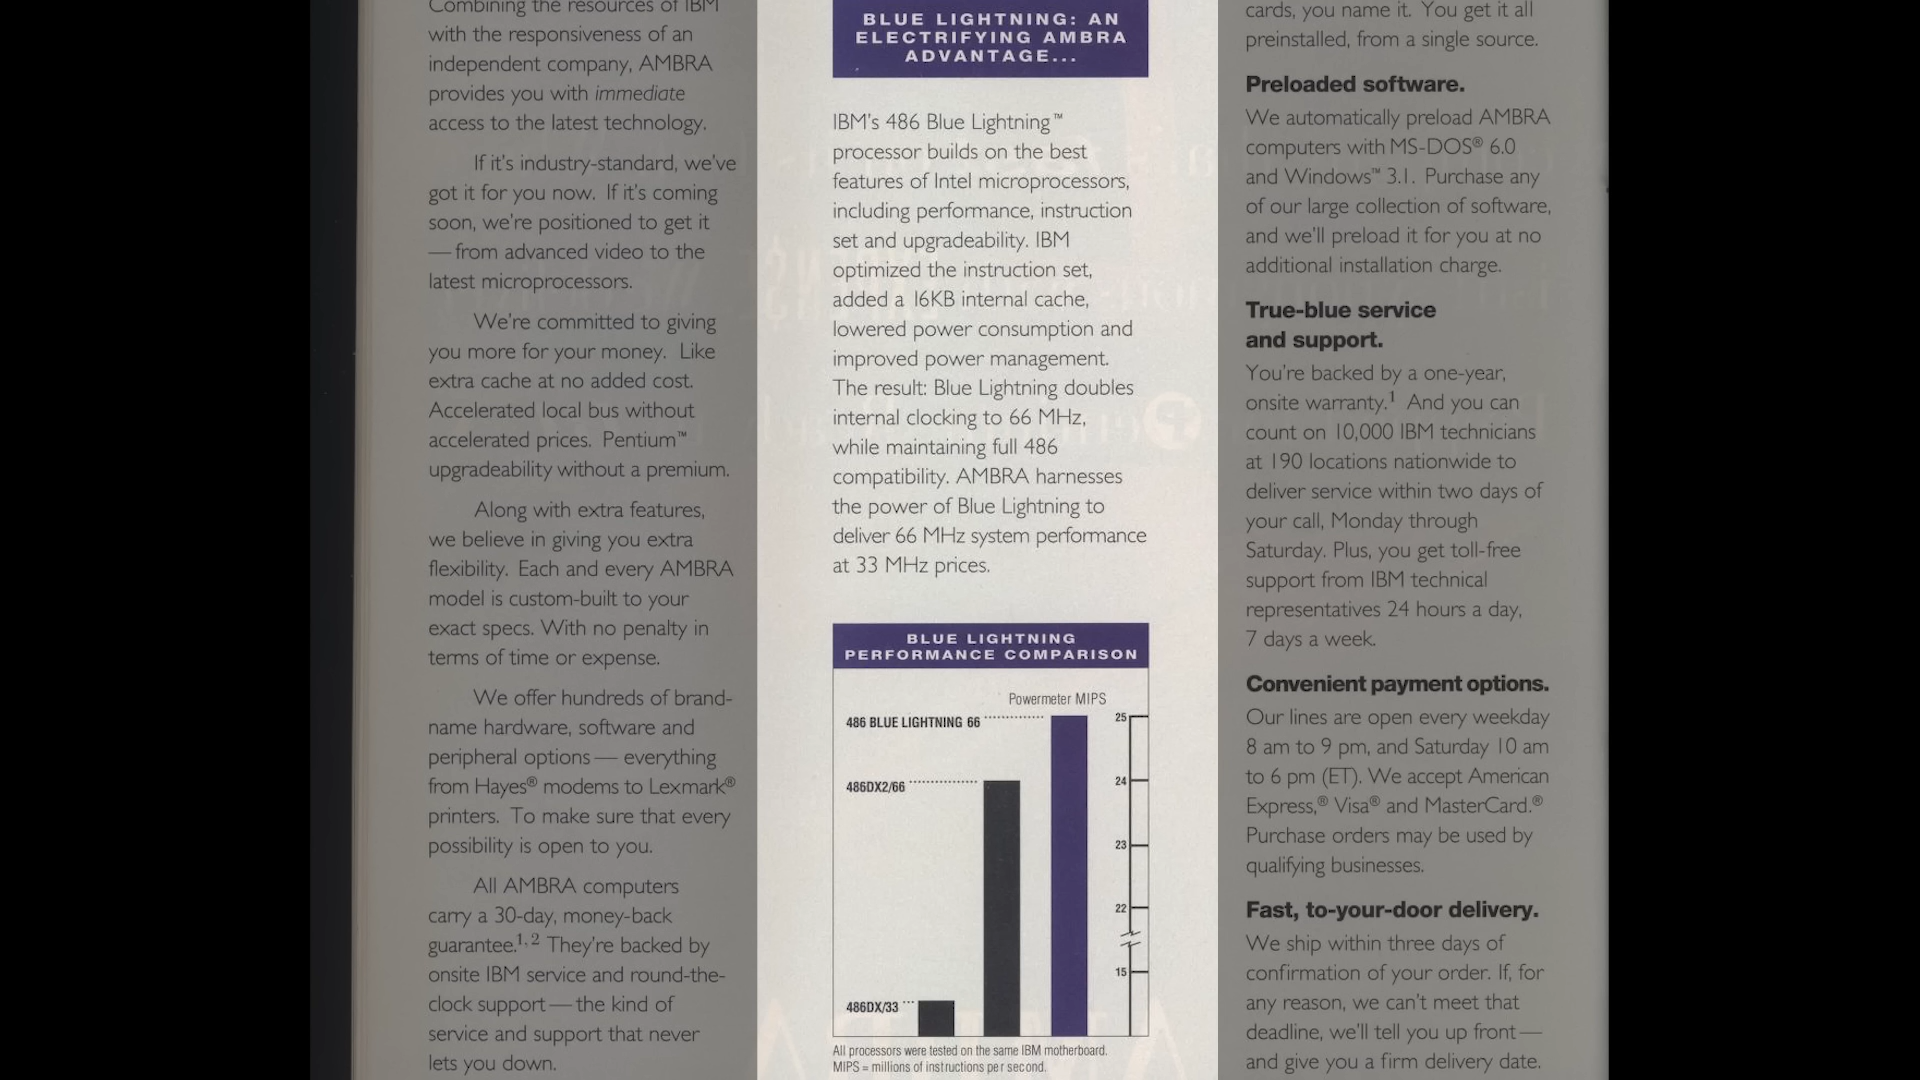 Combining the resources of IBM
with the responsiveness of an
independent company, AMBRA
provides you with immediate
access to the latest technology.
If it's industry-standard, we've
got it for you now. If it's coming
soon, we're positioned to get it
— from advanced video to the
latest microprocessors.
We're committed to giving
you more for your money. Like
extra cache at no added cost.
Accelerated local bus without
accelerated prices. Pentium™
upgradeability without a premium.
Along with extra features,
we believe in giving you extra
flexibility. Each and every AMBRA
model is custom-built to your
exact specs. With no penalty in
terms of time or expense.
We offer hundreds of brand-
name hardware, software and
peripheral options — everything
from Hayes® modems to Lexmark®
printers. To make sure that every
possibility is open to you.
All AMBRA computers
carry a 30-day, money-back
guarantee.1,2 They're backed by
onsite IBM service and round-the-
clock support — the kind of
service and support that never
lets you down.
BLUE LIGHTNING: AN
ELECTRIFYING AMBRA
ADVANTAGE...
IBM's 486 Blue Lightning™
processor builds on the best
features of Intel microprocessors,
including performance, instruction
set and upgradeability. IBM
optimized the instruction set,
added a 16KB internal cache,
lowered power consumption and
improved power management.
The result: Blue Lightning doubles
internal clocking to 66 MHz,
while maintaining full 486
compatibility. AMBRA harnesses
the power of Blue Lightning to
deliver 66 MHz system performance
at 33 MHz prices.
BLUE LIGHTNING
PERFORMANCE COMPARISON
Powermeter MIPS
486 BLUE LIGHTNING 66
25
486DX2/66
24
23
22
15
486DX/33
All processors were tested on the same IBM motherboard.
MIPS = millions of instructions per second.
cards, you name it. You get it all
preinstalled, from a single source.
Preloaded software.
We automatically preload AMBRA
computers with MS-DOS® 6.0
and Windows™ 3.1. Purchase any
of our large collection of software,
and we'll preload it for you at no
additional installation charge.
True-blue service
and support.
You're backed by a one-year,
onsite warranty.1 And you can
count on 10,000 IBM technicians
at 190 locations nationwide to
deliver service within two days of
your call, Monday through
Saturday. Plus, you get toll-free
support from IBM technical
representatives 24 hours a day,
7 days a week.
Convenient payment options.
Our lines are open every weekday
8 am to 9 pm, and Saturday 10 am
to 6 pm (ET). We accept American
Express,® Visa® and MasterCard.®
Purchase orders may be used by
qualifying businesses.
Fast, to-your-door delivery.
We ship within three days of
confirmation of your order. If, for
any reason, we can't meet that
deadline, we'll tell you up front —
and give you a firm delivery date.